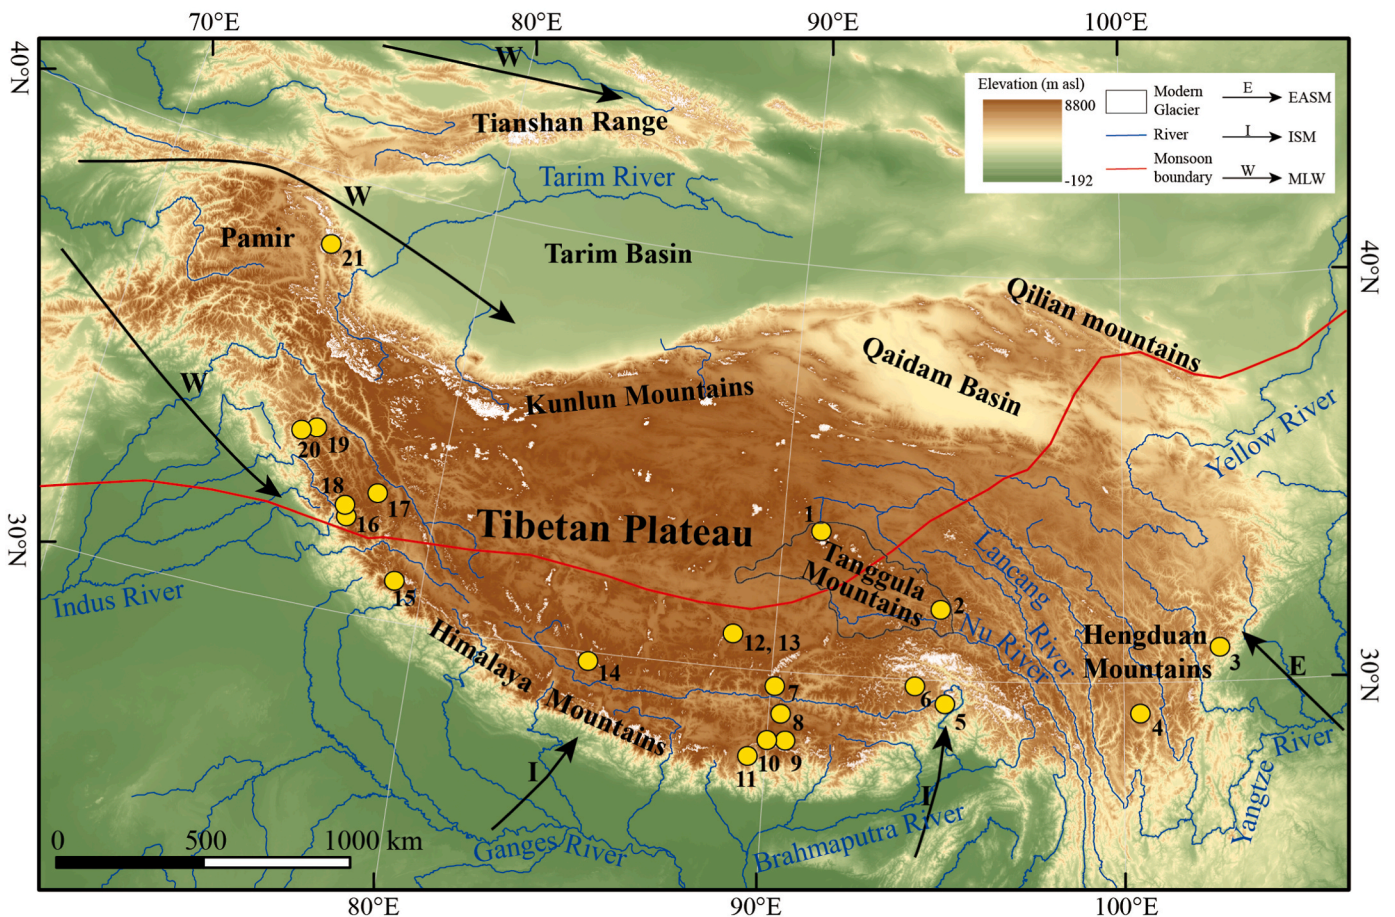 70°E
80°E
90°E
100°E
40°N
W
Elevation (m asl)
8800
-192
Modern
Glacier
River
Monsoon
boundary
E
EASM
I
ISM
W
MLW
Tianshan Range
Tarim River
W
Pamir
21
Tarim Basin
40°N
Qilian mountains
Qaidam Basin
W
Kunlun Mountains
Yellow River
20
19
18
17
16
Tibetan Plateau
1
30°N
Tanggula
Mountains
Lancang
River
Indus River
15
2
Nu River
Hengduan
Mountains
3
E
30°N
Himalaya Mountains
12, 13
14
7
6
5
4
8
10
9
11
I
I
Yangtze River
0
500
1000 km
Ganges River
Brahmaputra River
80°E
90°E
100°E